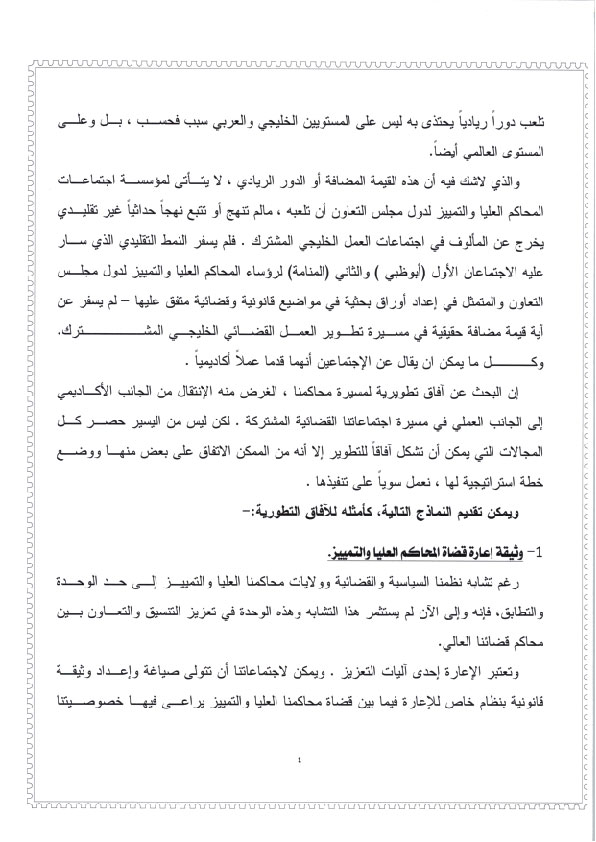 تلعب دوراً ريادياً يحتذى به ليس على المستويين الخليجي والعربي سبب فحسب ، بل وعلى
المستوى العالمي أيضاً.
والذي لاشك فيه أن هذه القيمة المضافة أو الدور الريادي ، لا يتأتى لمؤسسة اجتماعات
المحاكم العليا والتمييز لدول مجلس التعاون أن تلعبه ، مالم تنهج أو تتبع نهجاً حداثياً غير تقليدي
يخرج عن المألوف في اجتماعات العمل الخليجي المشترك . فلم يسفر النمط التقليدي الذي سار
عليه الاجتماعان الأول (أبوظبي ) والثاني (المنامة) لرؤساء المحاكم العليا والتمييز لدول مجلس
التعاون والمتمثل في إعداد أوراق بحثية في مواضيع قانونية وقضائية متفق عليها – لم يسفر عن
أية قيمة مضافة حقيقية في مسيرة تطوير العمل القضائي الخليجي المشترك.
وكل ما يمكن ان يقال عن الإجتماعين أنهما قدما عملاً أكاديمياً .
إن البحث عن آفاق تطويرية لمسيرة محاكمنا ، الغرض منه الإنتقال من الجانب الأكاديمي
إلى الجانب العملي في مسيرة اجتماعاتنا القضائية المشتركة . لكن ليس من اليسير حصر كل
المجالات التي يمكن أن تشكل آفاقاً للتطوير إلا أنه من الممكن الاتفاق على بعض منها ووضع
خطة استراتيجية لها ، نعمل سوياً على تنفيذها .
ويمكن تقديم النماذج التالية، كأمثله للآفاق التطورية:–
1– وثيقة إعارة قضاة المحاكم العليا والتمييز.
رغم تشابه نظمنا السياسية والقضائية وولايات محاكمنا العليا والتمييز إلى حد الوحدة
والتطابق، فإنه وإلى الآن لم يستثمر هذا التشابه وهذه الوحدة في تعزيز التنسيق والتعاون بين
محاكم قضائنا العالي.
وتعتبر الإعارة إحدى آليات التعزيز . ويمكن لاجتماعاتنا أن تتولى صياغة وإعداد وثيقة
قانونية بنظام خاص للإعارة فيما بين قضاة محاكمنا العليا والتمييز يراعى فيها خصوصيتنا
٤